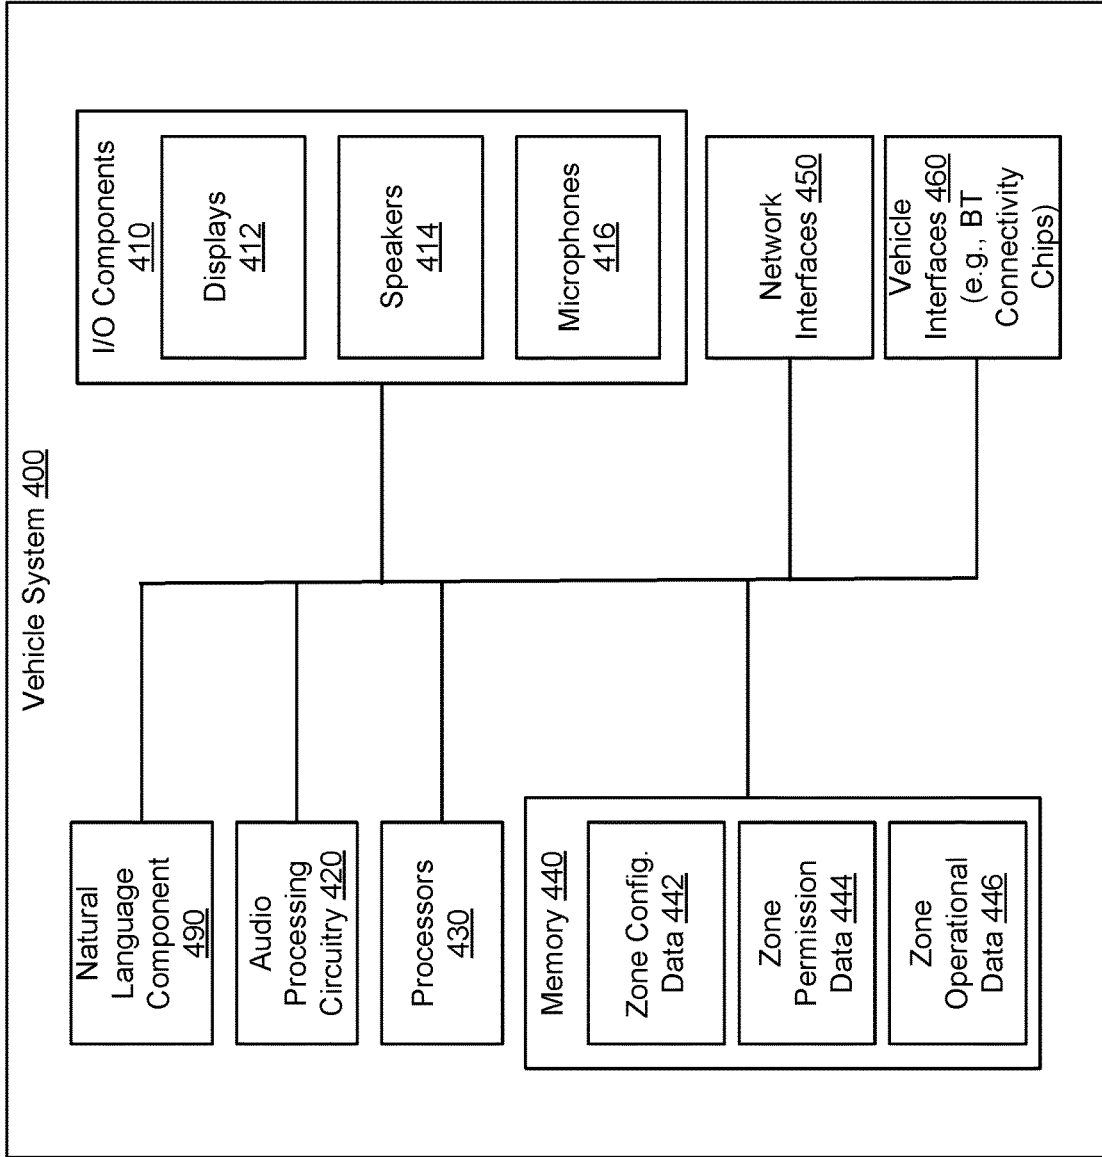 Vehicle System 400
Natural
Language
Component
490
Audio
Processing
Circuitry 420
Processors
430
Memory 440
Zone Config.
Data 442
Zone
Permission
Data 444
Zone
Operational
Data 446
I/O Components
410
Displays
412
Speakers
414
Microphones
416
Network
Interfaces 450
Vehicle
Interfaces 460
(e.g., BT
Connectivity
Chips)